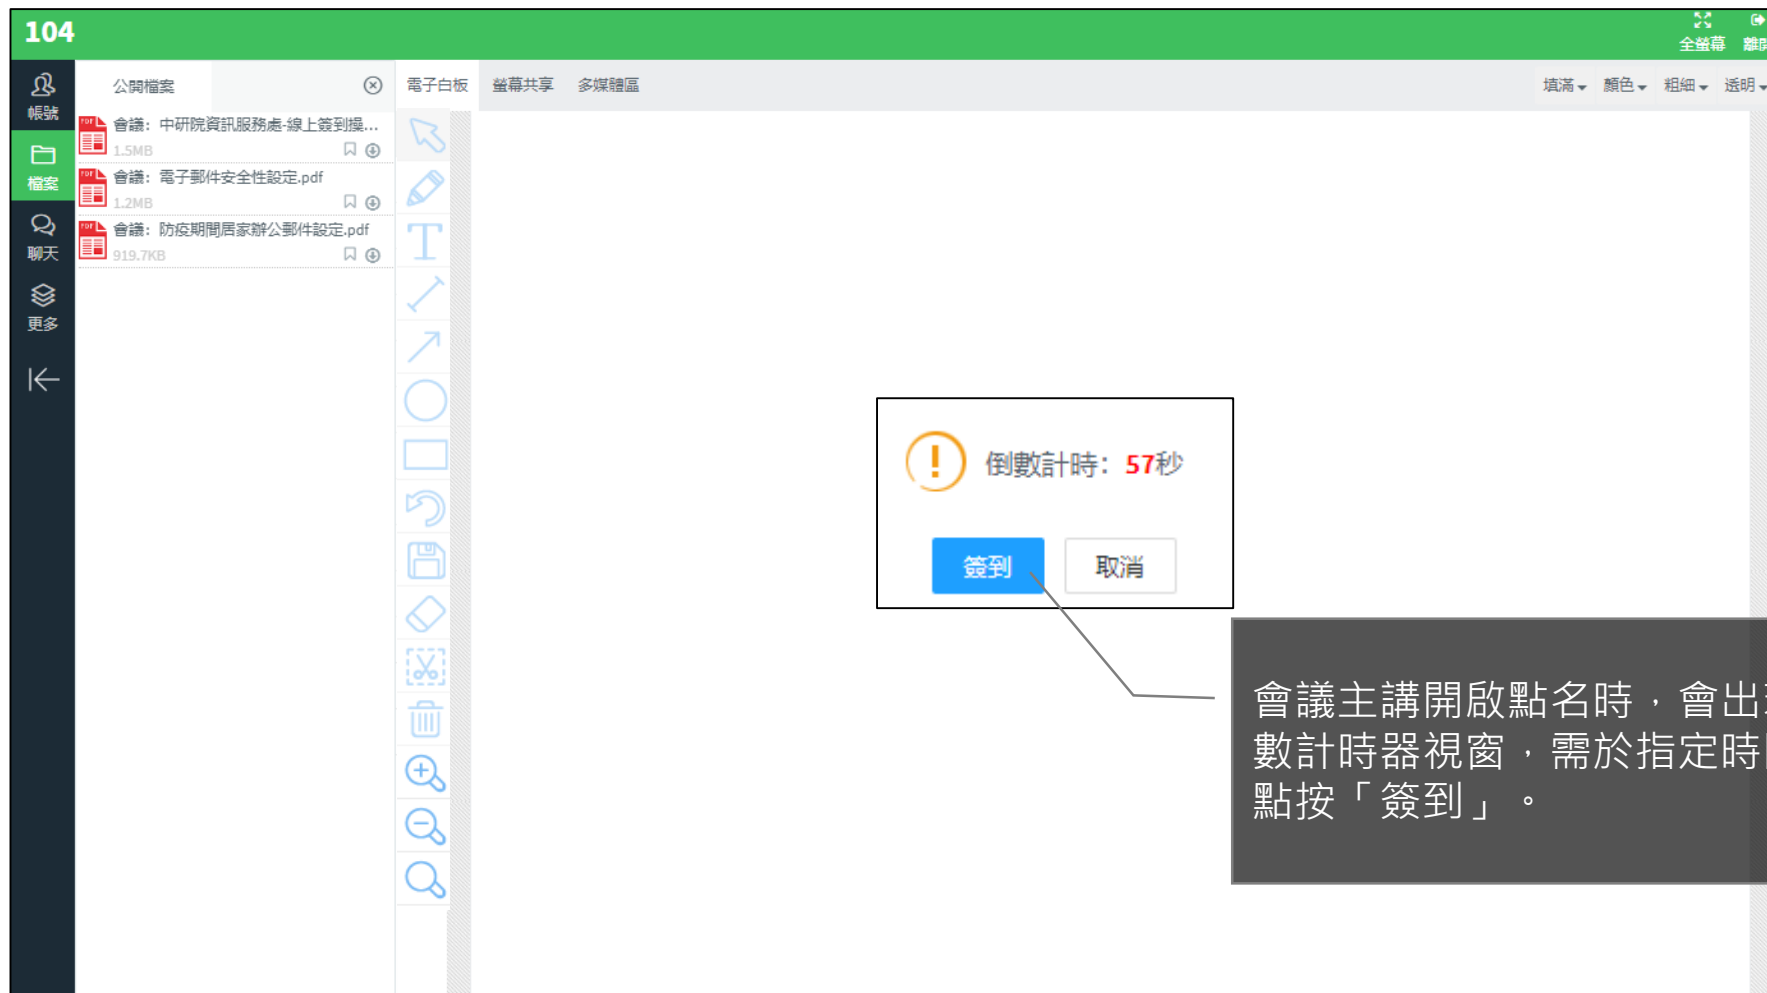 104
全螢幕
離開
帳號
檔案
聊天
更多
公開檔案
會議：中研院資訊服務處-線上簽到操...
1.5MB
會議：電子郵件安全性設定.pdf
1.2MB
會議：防疫期間居家辦公郵件設定.pdf
919.7KB
電子白板 螢幕共享 多媒體區
填滿 顏色 粗細 透明
倒數計時：57秒
簽到 取消
會議主講開啟點名時，會出
數計時器視窗，需於指定時
點按「簽到」。